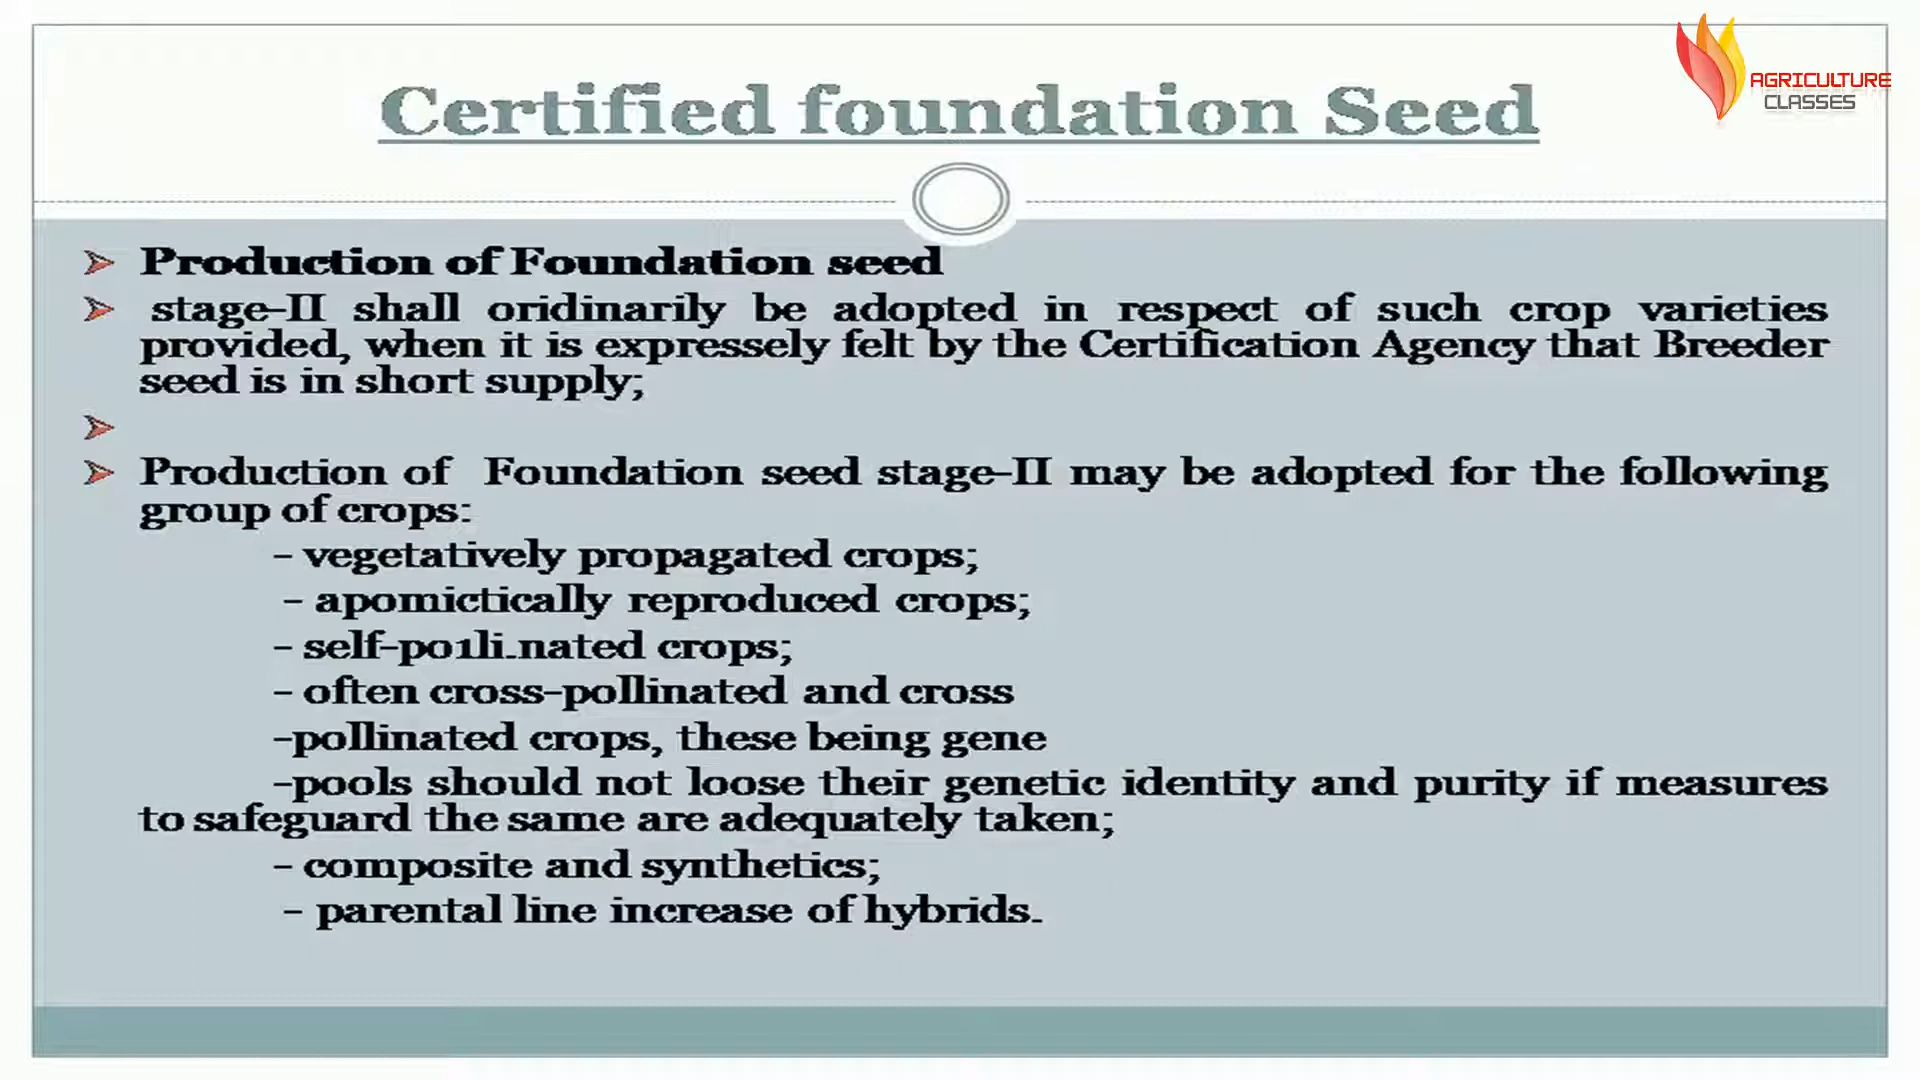 AGRICULTURE
CLASSES
Certified foundation Seed
Production of Foundation seed
stage-II shall oridinarily be adopted in respect of such crop varieties
provided, when it is expressely felt by the Certification Agency that Breeder
seed is in short supply;
Production of Foundation seed stage-II may be adopted for the following
group of crops:
- vegetatively propagated crops;
- apomictically reproduced crops;
- self-po1li.nated crops;
- often cross-pollinated and cross
-pollinated crops, these being gene
-pools should not loose their genetic identity and purity if measures
to safeguard the same are adequately taken;
- composite and synthetics;
- parental line increase of hybrids.